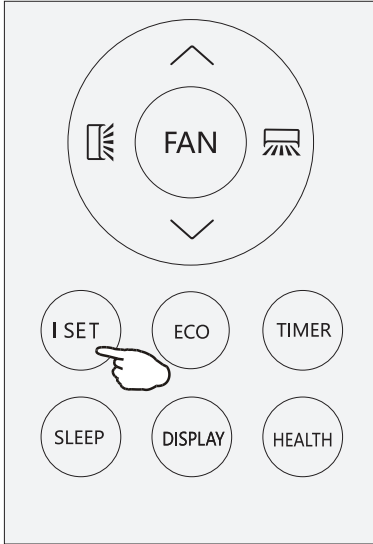 FAN
I SET
ECO
TIMER
SLEEP
DISPLAY
HEALTH